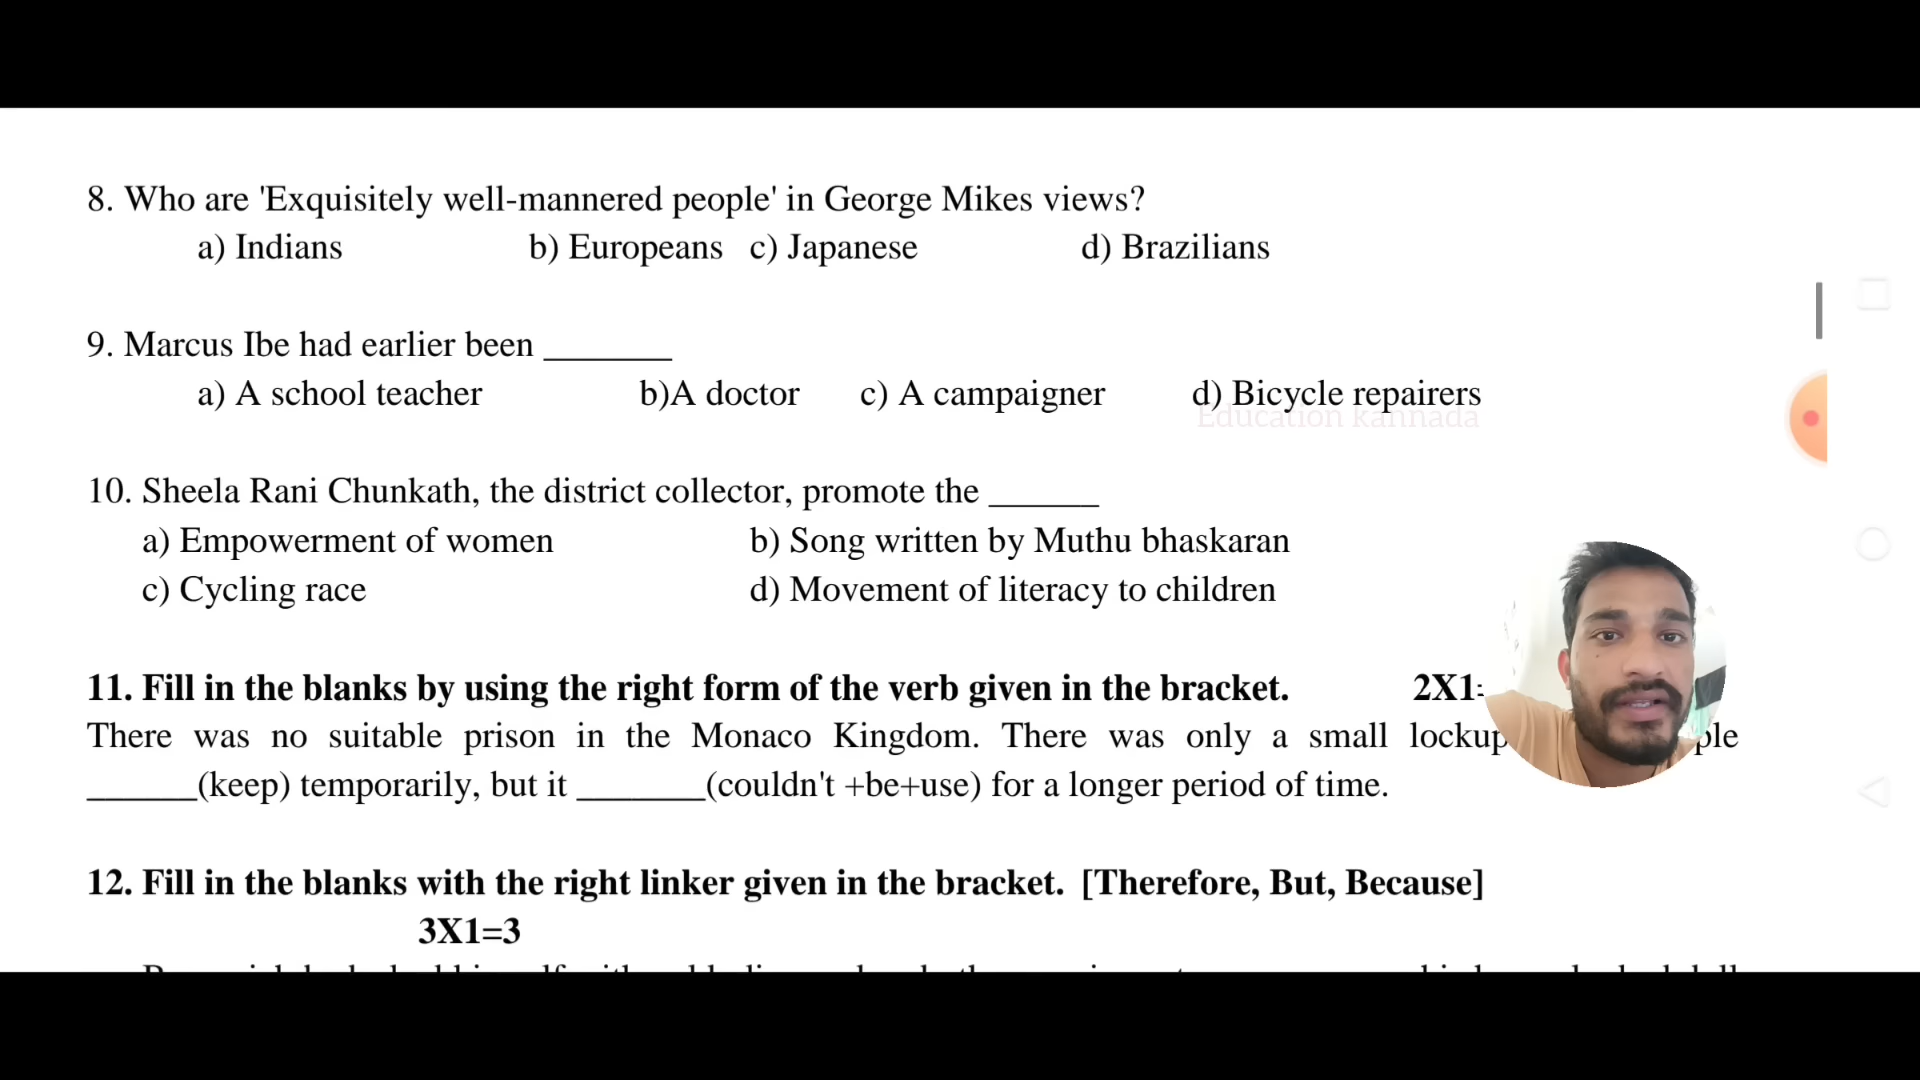 8. Who are 'Exquisitely well-mannered people' in George Mikes views?
a) Indians b) Europeans c) Japanese d) Brazilians
9. Marcus Ibe had earlier been _______
a) A school teacher b)A doctor c) A campaigner d) Bicycle repairers
Education kannada
10. Sheela Rani Chunkath, the district collector, promote the ______
a) Empowerment of women b) Song written by Muthu bhaskaran
c) Cycling race d) Movement of literacy to children
11. Fill in the blanks by using the right form of the verb given in the bracket. 2X1=
There was no suitable prison in the Monaco Kingdom. There was only a small lockup
______(keep) temporarily, but it _______(couldn't +be+use) for a longer period of time.
12. Fill in the blanks with the right linker given in the bracket. [Therefore, But, Because]
3X1=3